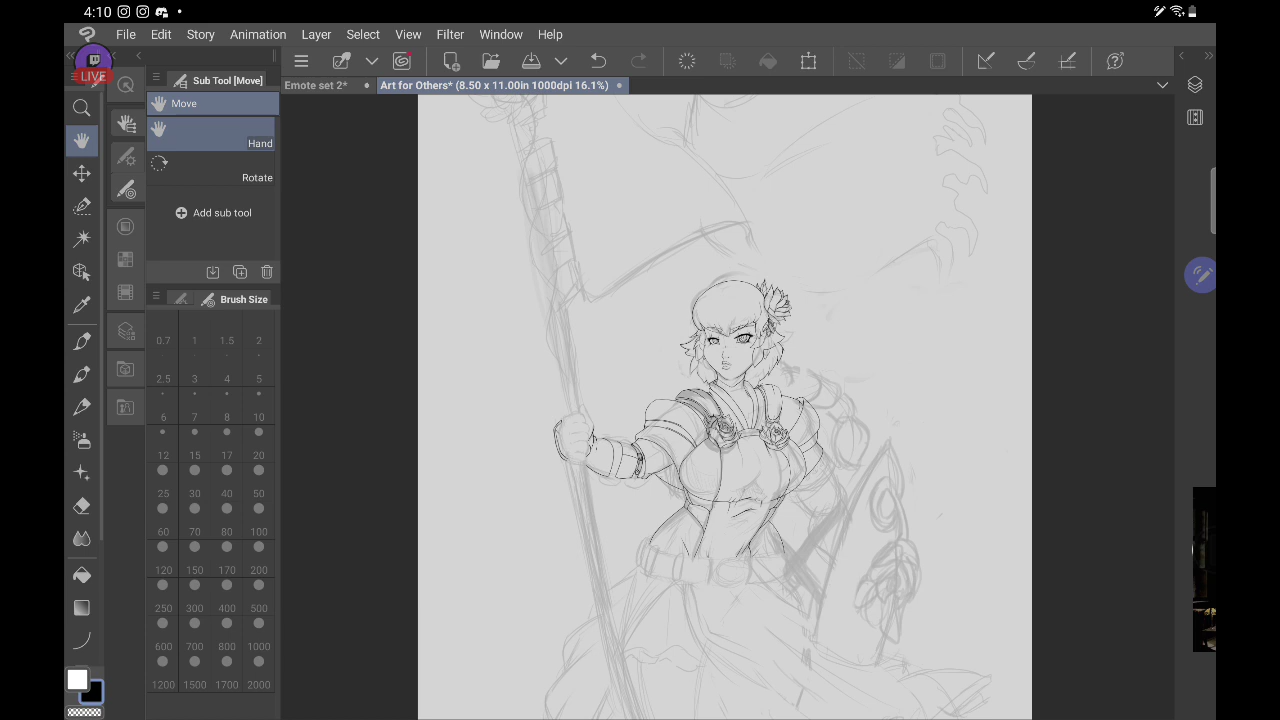 4:10
File Edit Story Animation Layer Select View Filter Window Help
LIVE
Sub Tool [Move]
Emote set 2*
Art for Others* (8.50 x 11.00in 1000dpi 16.1%)
Move
Hand
Rotate
Add sub tool
Brush Size
0.7 1 1.5 2
2.5 3 4 5
6 7 8 10
12 15 17 20
25 30 40 50
60 70 80 100
120 150 170 200
250 300 400 500
600 700 800 1000
1200 1500 1700 2000